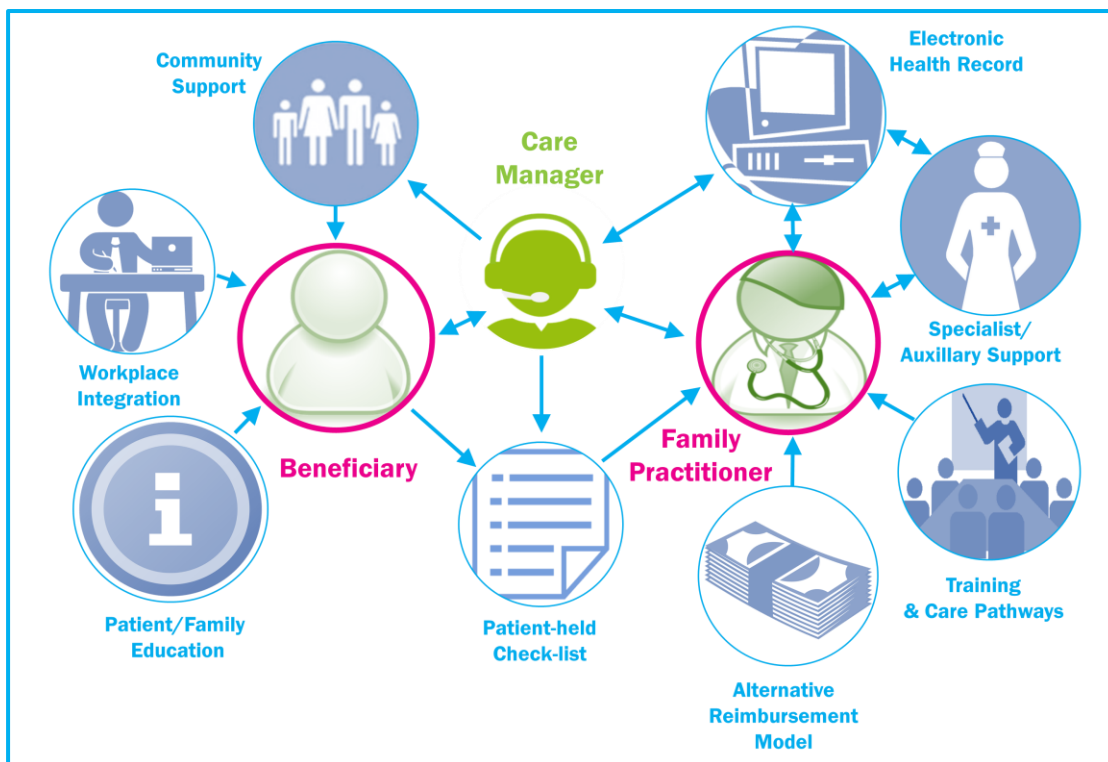 Community
Support
Electronic
Health Record
Care
Manager
Workplace
Integration
Beneficiary
Family
Practitioner
Specialist/
Auxillary Support
Patient/Family
Education
Patient-held
Check-list
Training
& Care Pathways
Alternative
Reimbursement
Model